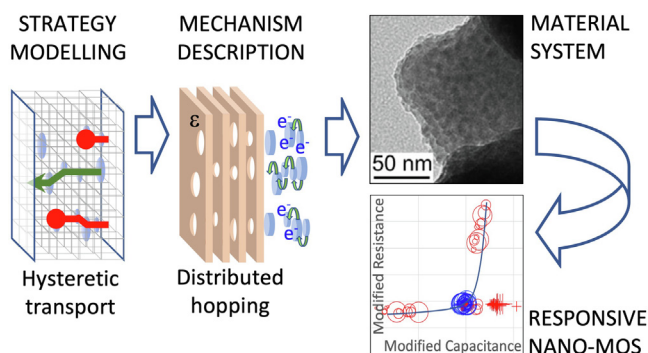 STRATEGY
MODELLING
MECHANISM
DESCRIPTION
MATERIAL
SYSTEM
ε
e-
e-
e-
e-
e-
e-
50 nm
Hysteretic
transport
Distributed
hopping
Modified Resistance
Modified Capacitance
RESPONSIVE
NANO-MOS